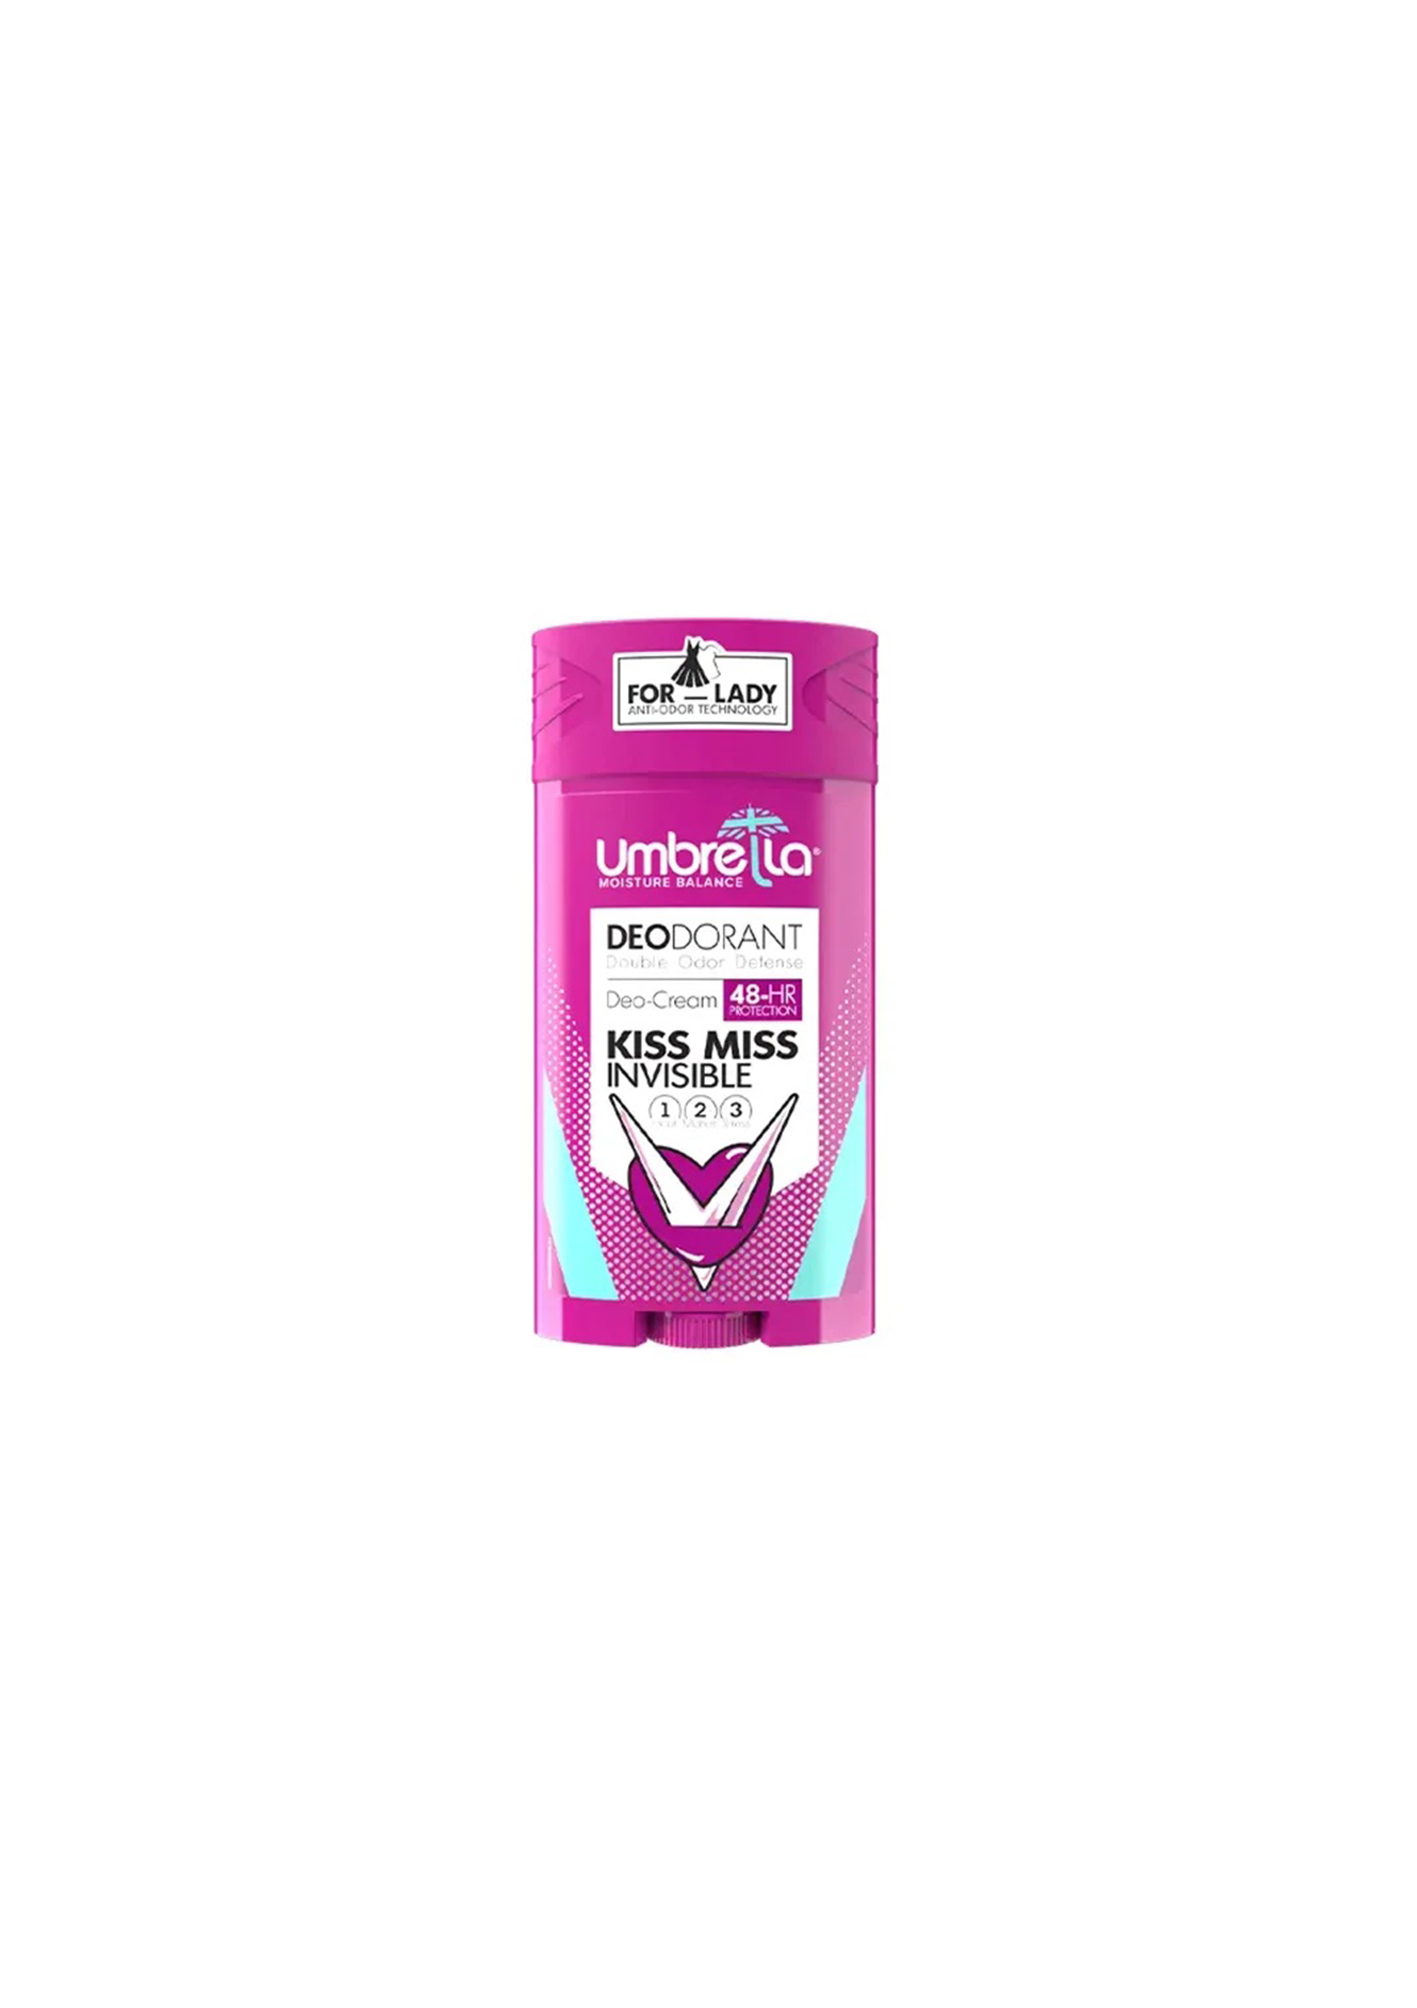 FOR — LADY
ANTI-ODOR TECHNOLOGY
Umbrella®
MOISTURE BALANCE
DEODORANT
Double Odor Defense
Deo-Cream 48-HR
PROTECTION
KISS MISS
INVISIBLE
1 2 3